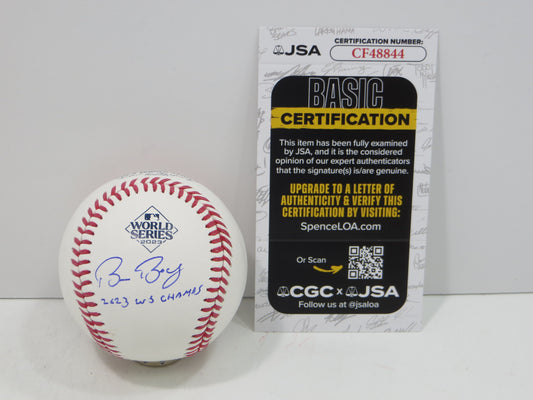 WORLD
SERIES
2023
2023 WS CHAMPS
JSA
CERTIFICATION NUMBER:
CF48844
BASIC
CERTIFICATION
This item has been fully examined
by JSA, and it is the considered
opinion of our expert authenticators
that the signature(s) is/are genuine.
UPGRADE TO A LETTER OF
AUTHENTICITY & VERIFY THIS
CERTIFICATION BY VISITING:
SpenceLOA.com
Or Scan
CGC x JSA
Follow us at @jsaloa